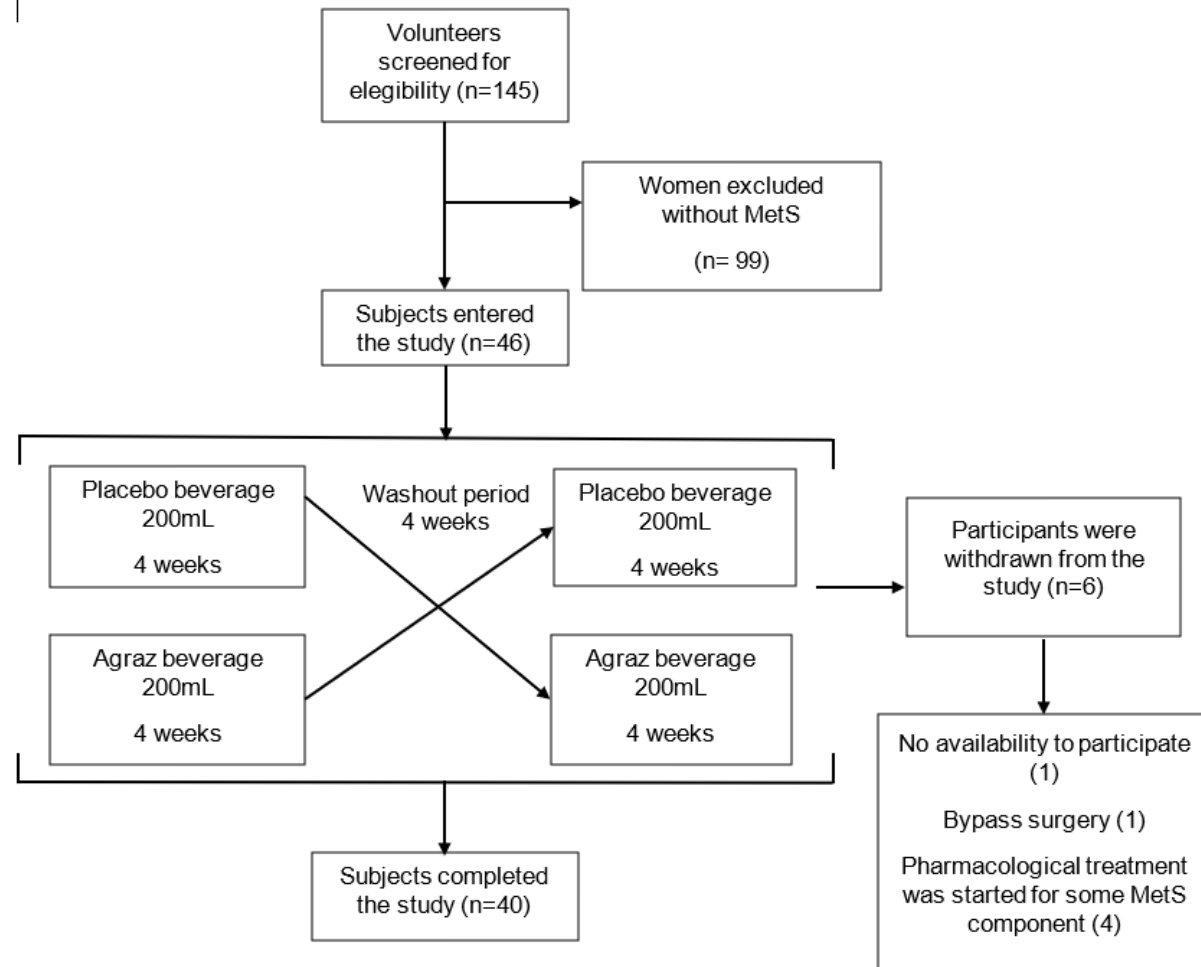 Volunteers
screened for
elegibility (n=145)
Women excluded
without MetS
(n= 99)
Subjects entered
the study (n=46)
Placebo beverage
200mL
4 weeks
Washout period
4 weeks
Placebo beverage
200mL
4 weeks
Agraz beverage
200mL
4 weeks
Agraz beverage
200mL
4 weeks
Participants were
withdrawn from the
study (n=6)
No availability to participate
(1)
Bypass surgery (1)
Pharmacological treatment
was started for some MetS
component (4)
Subjects completed
the study (n=40)